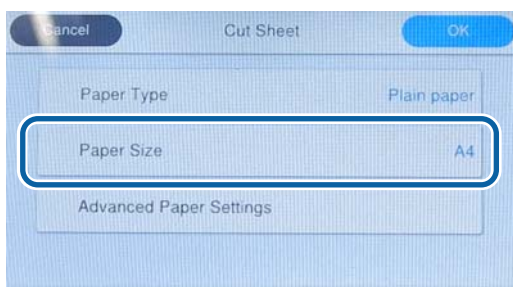 Cancel Cut Sheet OK
Paper Type Plain paper
Paper Size A4
Advanced Paper Settings